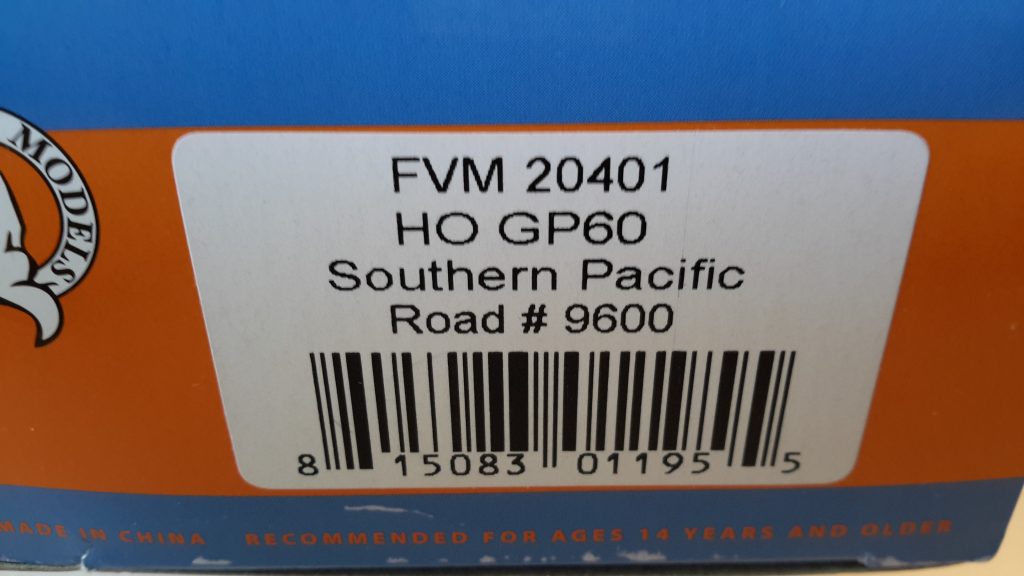 MODELS
FVM 20401
HO GP60
Southern Pacific
Road # 9600
8 15083 01195 5
MADE IN CHINA RECOMMENDED FOR AGES 14 YEARS AND OLDER